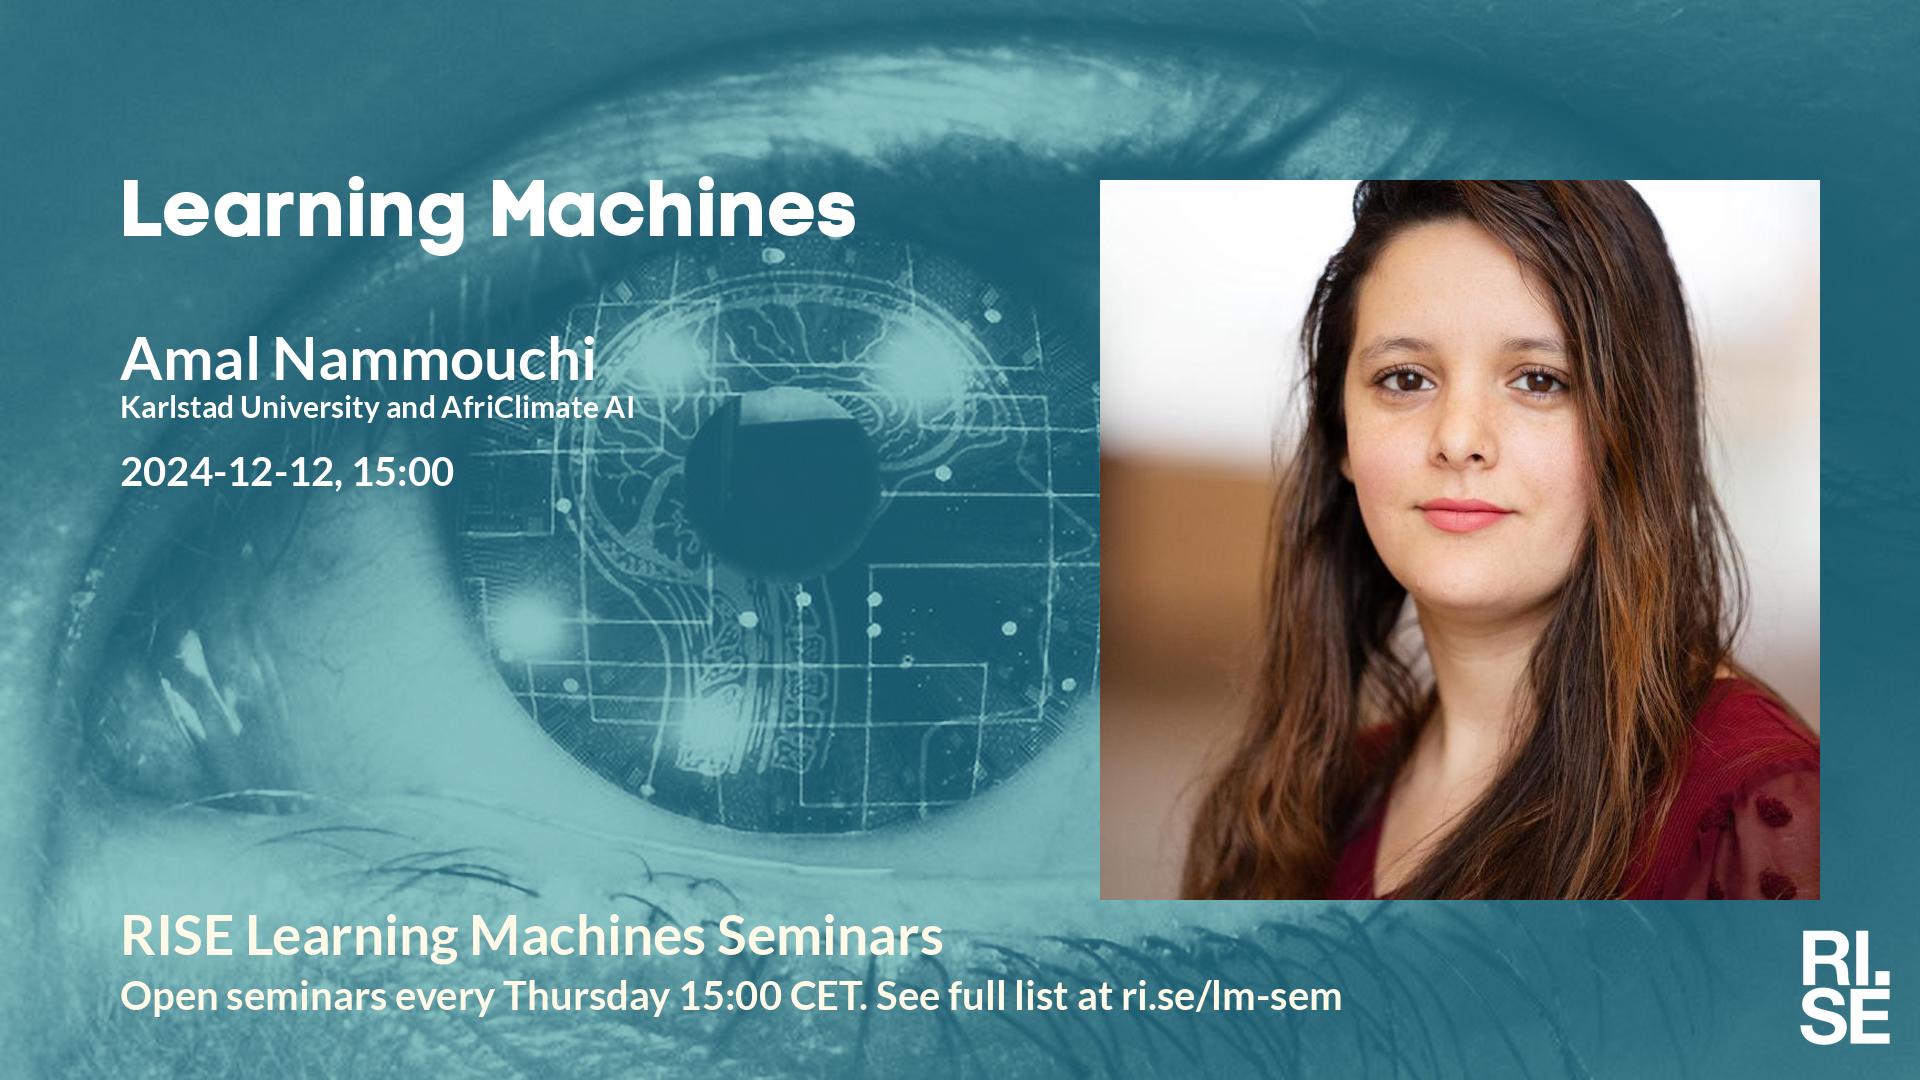 Learning Machines
Amal Nammouchi
Karlstad University and AfriClimate AI
2024-12-12, 15:00
RISE Learning Machines Seminars
Open seminars every Thursday 15:00 CET. See full list at ri.se/lm-sem
RI.
SE